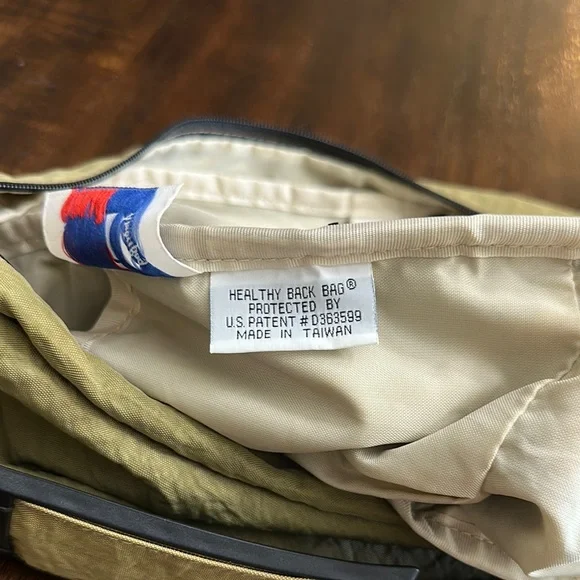 HEALTHY BACK BAG®
PROTECTED BY
U.S. PATENT # D363599
MADE IN TAIWAN